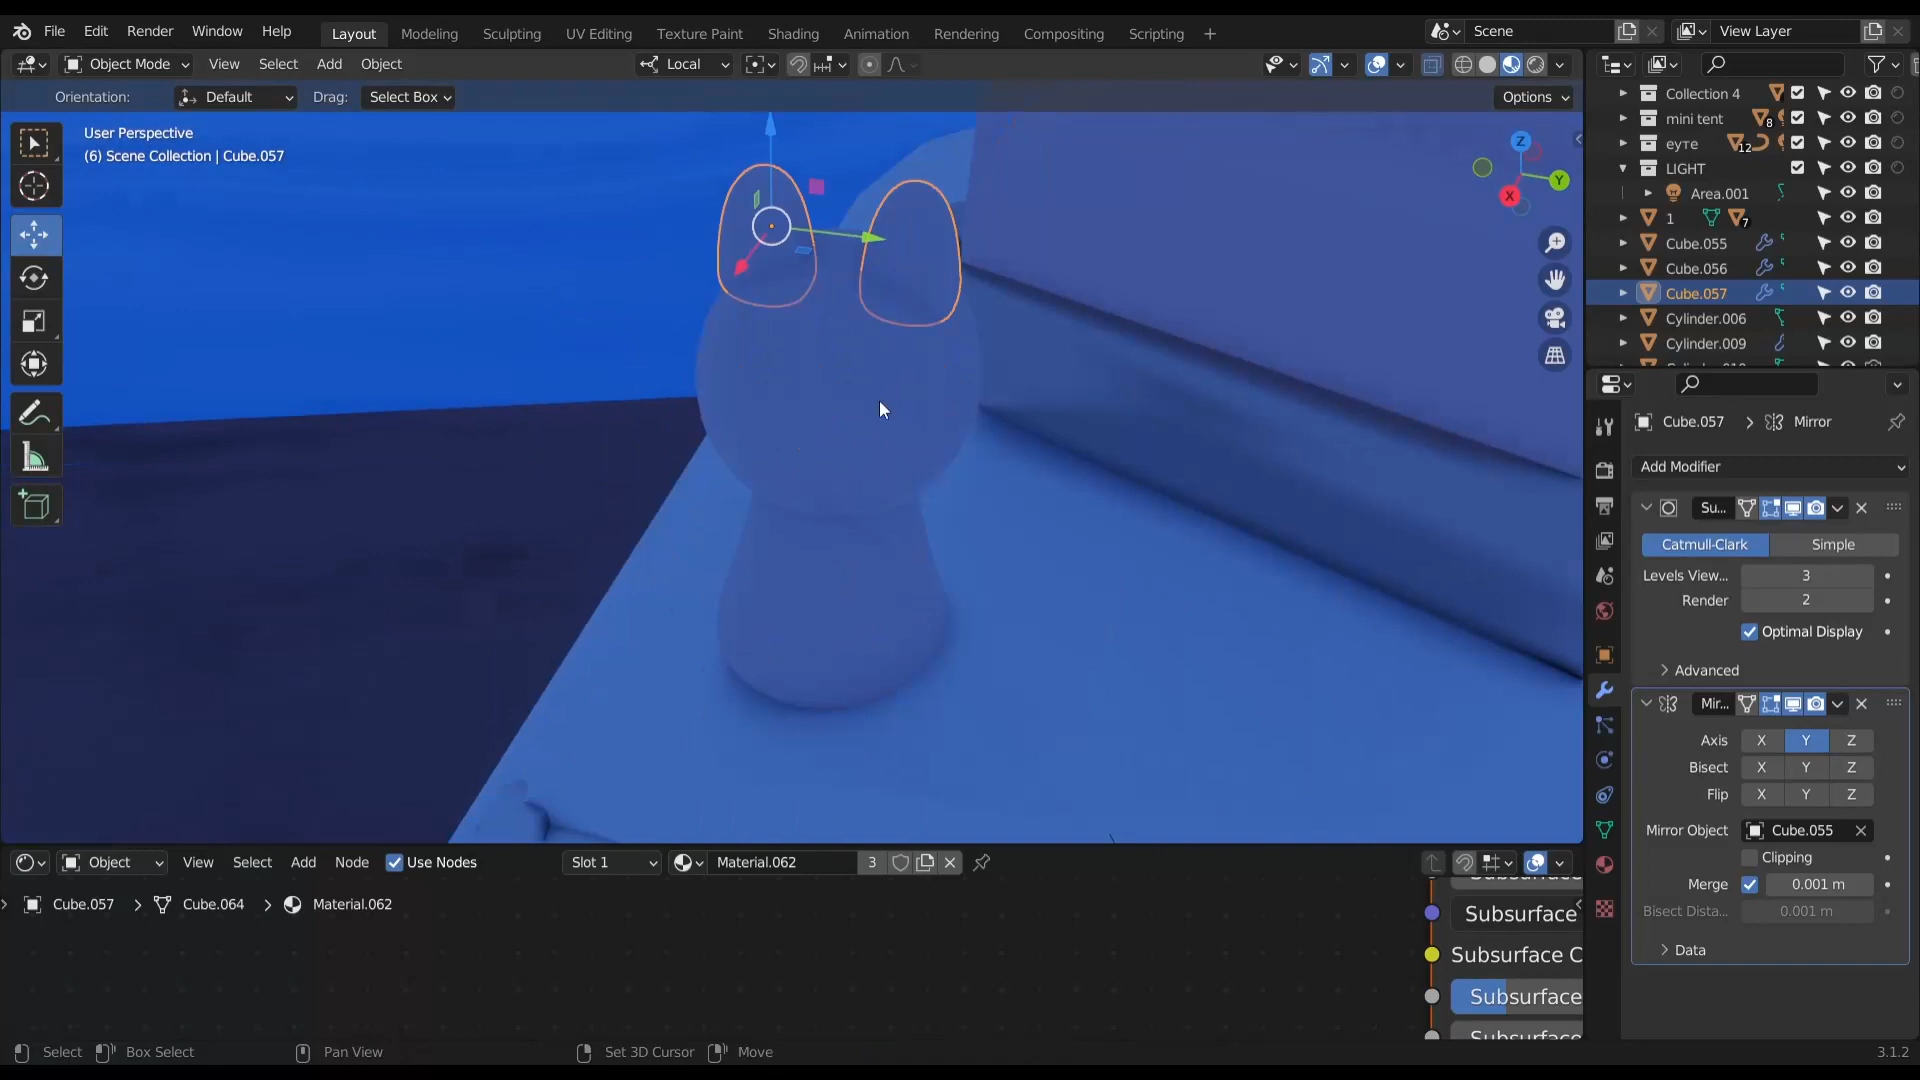 File Edit Render Window Help Layout Modeling Sculpting UV Editing Texture Paint Shading Animation Rendering Compositing Scripting + Scene View Layer
Object Mode View Select Add Object Local
Orientation: Default Drag: Select Box Options
User Perspective
(6) Scene Collection | Cube.057
Z
Y
X
Collection 4
mini tent 8
еуте 12
LIGHT
Area.001
1 7
Cube.055
Cube.056
Cube.057
Cylinder.006
Cylinder.009
Cube.057 > Mirror
Add Modifier
Su...
Catmull-Clark Simple
Levels View... 3
Render 2
Optimal Display
Advanced
Mir...
Axis X Y Z
Bisect X Y Z
Flip X Y Z
Mirror Object Cube.055
Clipping
Merge 0.001 m
Bisect Dista... 0.001 m
Data
Object View Select Add Node Use Nodes Slot 1 Material.062 3
Cube.057 > Cube.064 > Material.062
Subsurface
Subsurface C
Subsurface
Select Box Select Pan View Set 3D Cursor Move 3.1.2